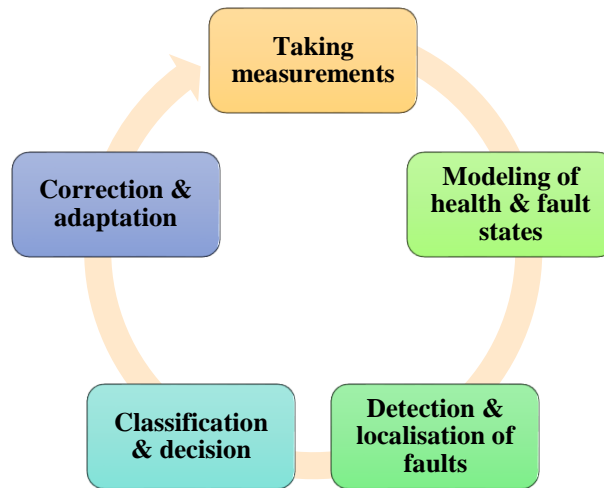 Taking
measurements
Modeling of
health & fault
states
Detection &
localisation of
faults
Classification
& decision
Correction &
adaptation